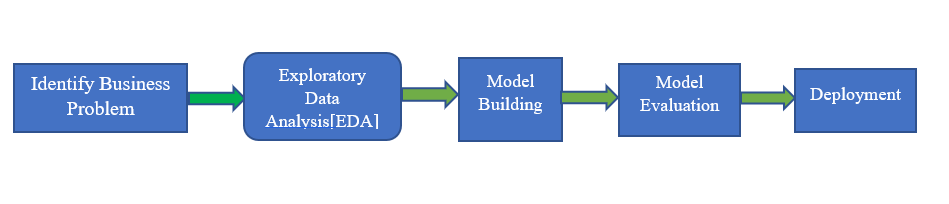 Identify Business
Problem
Exploratory
Data
Analysis[EDA]
Model
Building
Model
Evaluation
Deployment